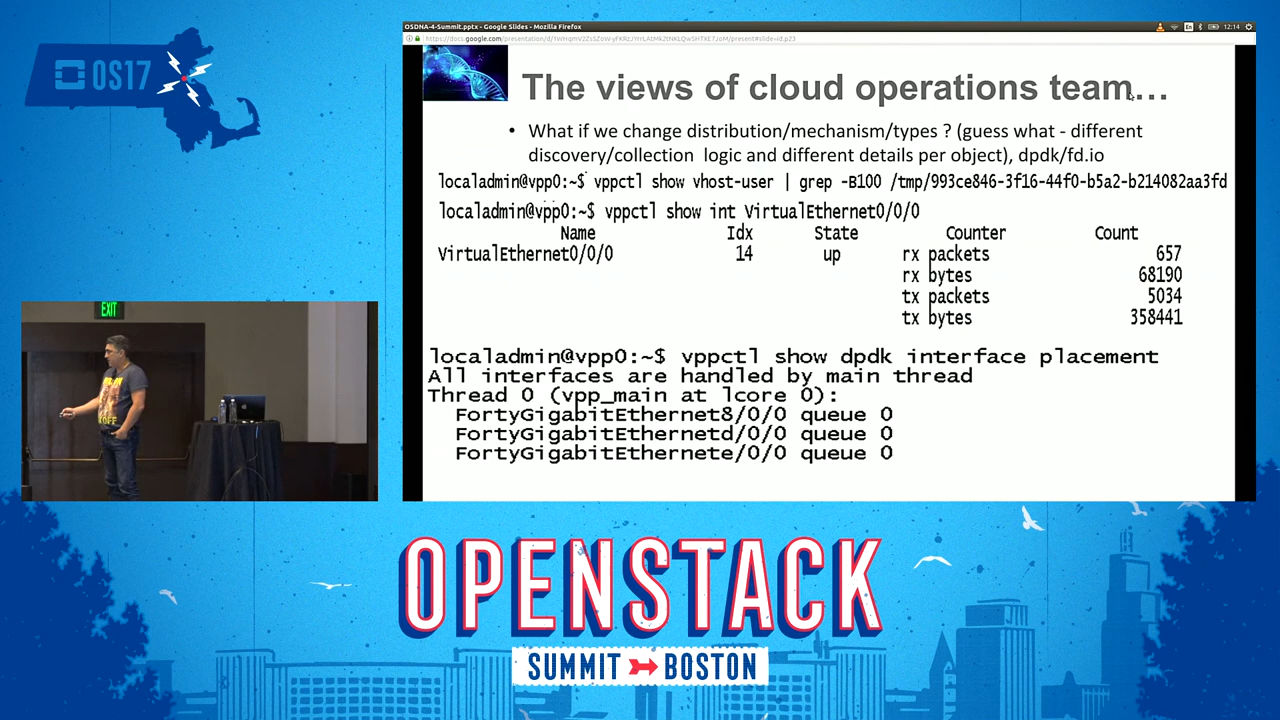 OS17
OSDNA-4-Summit.pptx - Google Slides - Mozilla Firefox
En
12:14
The views of cloud operations team...
• What if we change distribution/mechanism/types ? (guess what - different
discovery/collection logic and different details per object), dpdk/fd.io
localadmin@vpp0:~$ vppctl show vhost-user | grep -B100 /tmp/993ce846-3f16-44f0-b5a2-b214082aa3fd
localadmin@vpp0:~$ vppctl show int VirtualEthernet0/0/0
Name Idx State Counter Count
VirtualEthernet0/0/0 14 up rx packets 657
rx bytes 68190
tx packets 5034
tx bytes 358441
localadmin@vpp0:~$ vppctl show dpdk interface placement
All interfaces are handled by main thread
Thread 0 (vpp_main at lcore 0):
FortyGigabitEthernet8/0/0 queue 0
FortyGigabitEthernetd/0/0 queue 0
FortyGigabitEthernete/0/0 queue 0
EXIT
OPENSTACK
SUMMIT BOSTON